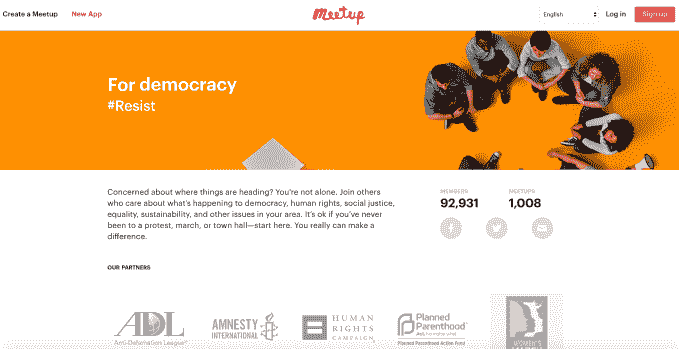 Create a Meetup New App Meetup English Log in Sign up
For democracy
#Resist
Concerned about where things are heading? You're not alone. Join others
who care about what's happening to democracy, human rights, social justice,
equality, sustainability, and other issues in your area. It's ok if you've never
been to a protest, march, or town hall—start here. You really can make a
difference.
MEMBERS MEETUPS
92,931 1,008
OUR PARTNERS
ADL
Anti-Defamation League®
AMNESTY
INTERNATIONAL
HUMAN
RIGHTS
CAMPAIGN
Planned
Parenthood®
Planned Parenthood Action Fund
WOMEN'S